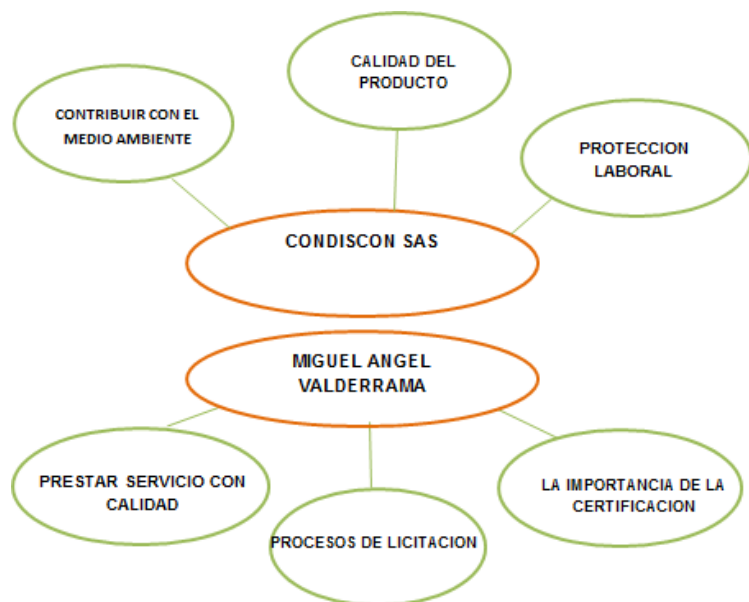 CALIDAD DEL
PRODUCTO
CONTRIBUIR CON EL
MEDIO AMBIENTE
PROTECCION
LABORAL
CONDISCON SAS
MIGUEL ANGEL
VALDERRAMA
PRESTAR SERVICIO CON
CALIDAD
PROCESOS DE LICITACION
LA IMPORTANCIA DE LA
CERTIFICACION